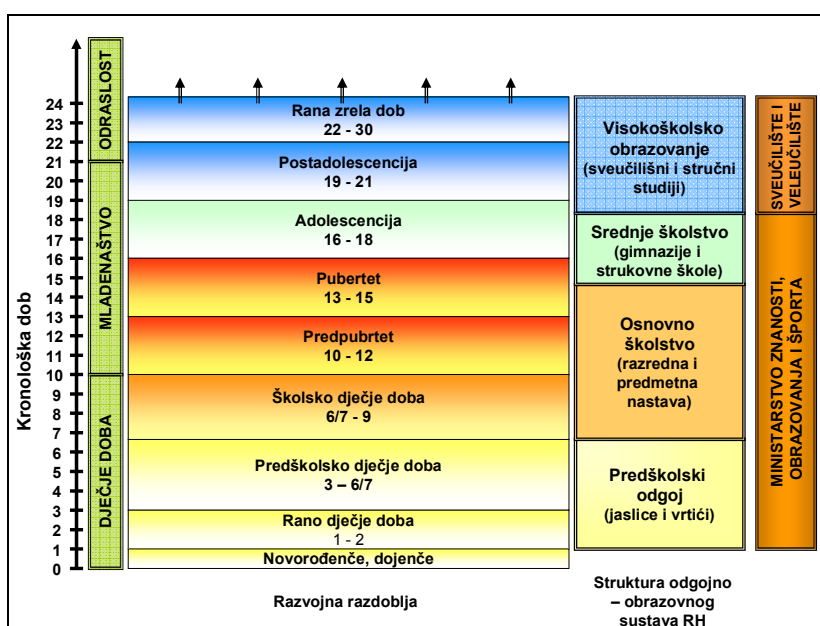 Kronološka dob
24
23
22
21
20
19
18
17
16
15
14
13
12
11
10
9
8
7
6
5
4
3
2
1
0
ODRASLOST
MLADENAŠTVO
DJEČJE DOBA
Rana zrela dob
22 - 30
Postadolescencija
19 - 21
Adolescencija
16 - 18
Pubertet
13 - 15
Predpubrtet
10 - 12
Školsko dječje doba
6/7 - 9
Predškolsko dječje doba
3 – 6/7
Rano dječje doba
1 - 2
Novorođenče, dojenče
Razvojna razdoblja
Visokoškolsko
obrazovanje
(sveučilišni i stručni
studiji)
Srednje školstvo
(gimnazije i
strukovne škole)
Osnovno
školstvo
(razredna i
predmetna
nastava)
Predškolski
odgoj
(jaslice i vrtići)
Struktura odgojno
– obrazovnog
sustava RH
SVEUČILIŠTE I
VELEUČILIŠTE
MINISTARSTVO ZNANOSTI,
OBRAZOVANJA I ŠPORTA